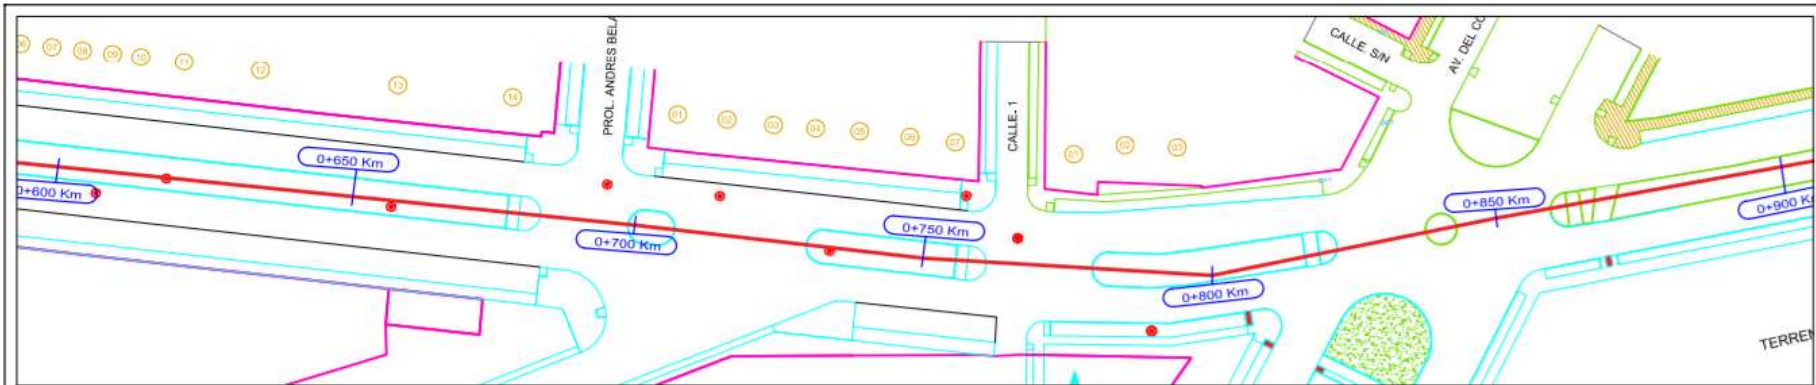 06 07 08 09 10 11 12 13 14
PROL. ANDRES BELA
01 02 03 04 05 06 07
CALLE. 1
01 02 03
CALLE. S/N
AV. DEL CO
0+600 Km
0+650 Km
0+700 Km
0+750 Km
0+800 Km
0+850 Km
0+900 K
TERREN